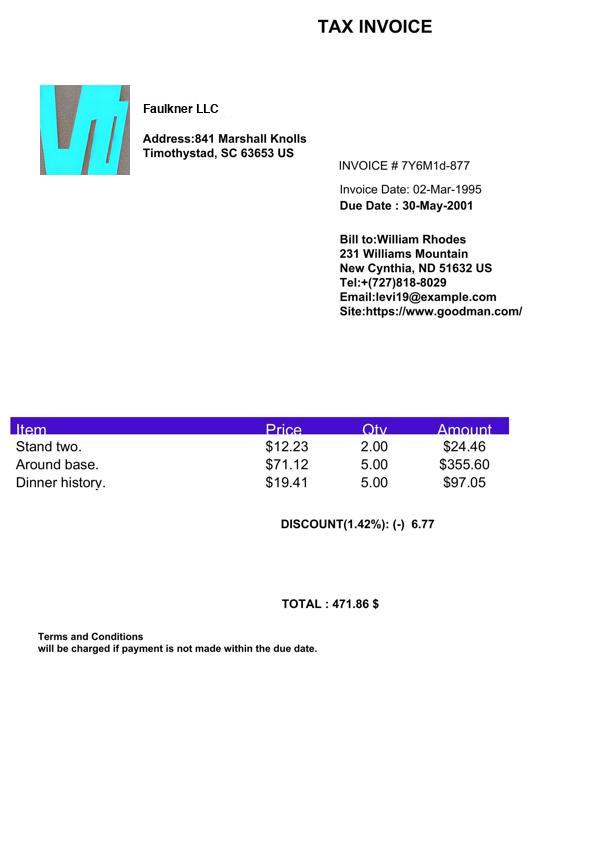 TAX INVOICE
Faulkner LLC
Address:841 Marshall Knolls
Timothystad, SC 63653 US
INVOICE # 7Y6M1d-877
Invoice Date: 02-Mar-1995
Due Date : 30-May-2001
Bill to:William Rhodes
231 Williams Mountain
New Cynthia, ND 51632 US
Tel:+(727)818-8029
Email:levi19@example.com
Site:https://www.goodman.com/
Item Price Qty Amount
Stand two. $12.23 2.00 $24.46
Around base. $71.12 5.00 $355.60
Dinner history. $19.41 5.00 $97.05
DISCOUNT(1.42%): (-) 6.77
TOTAL : 471.86 $
Terms and Conditions
will be charged if payment is not made within the due date.